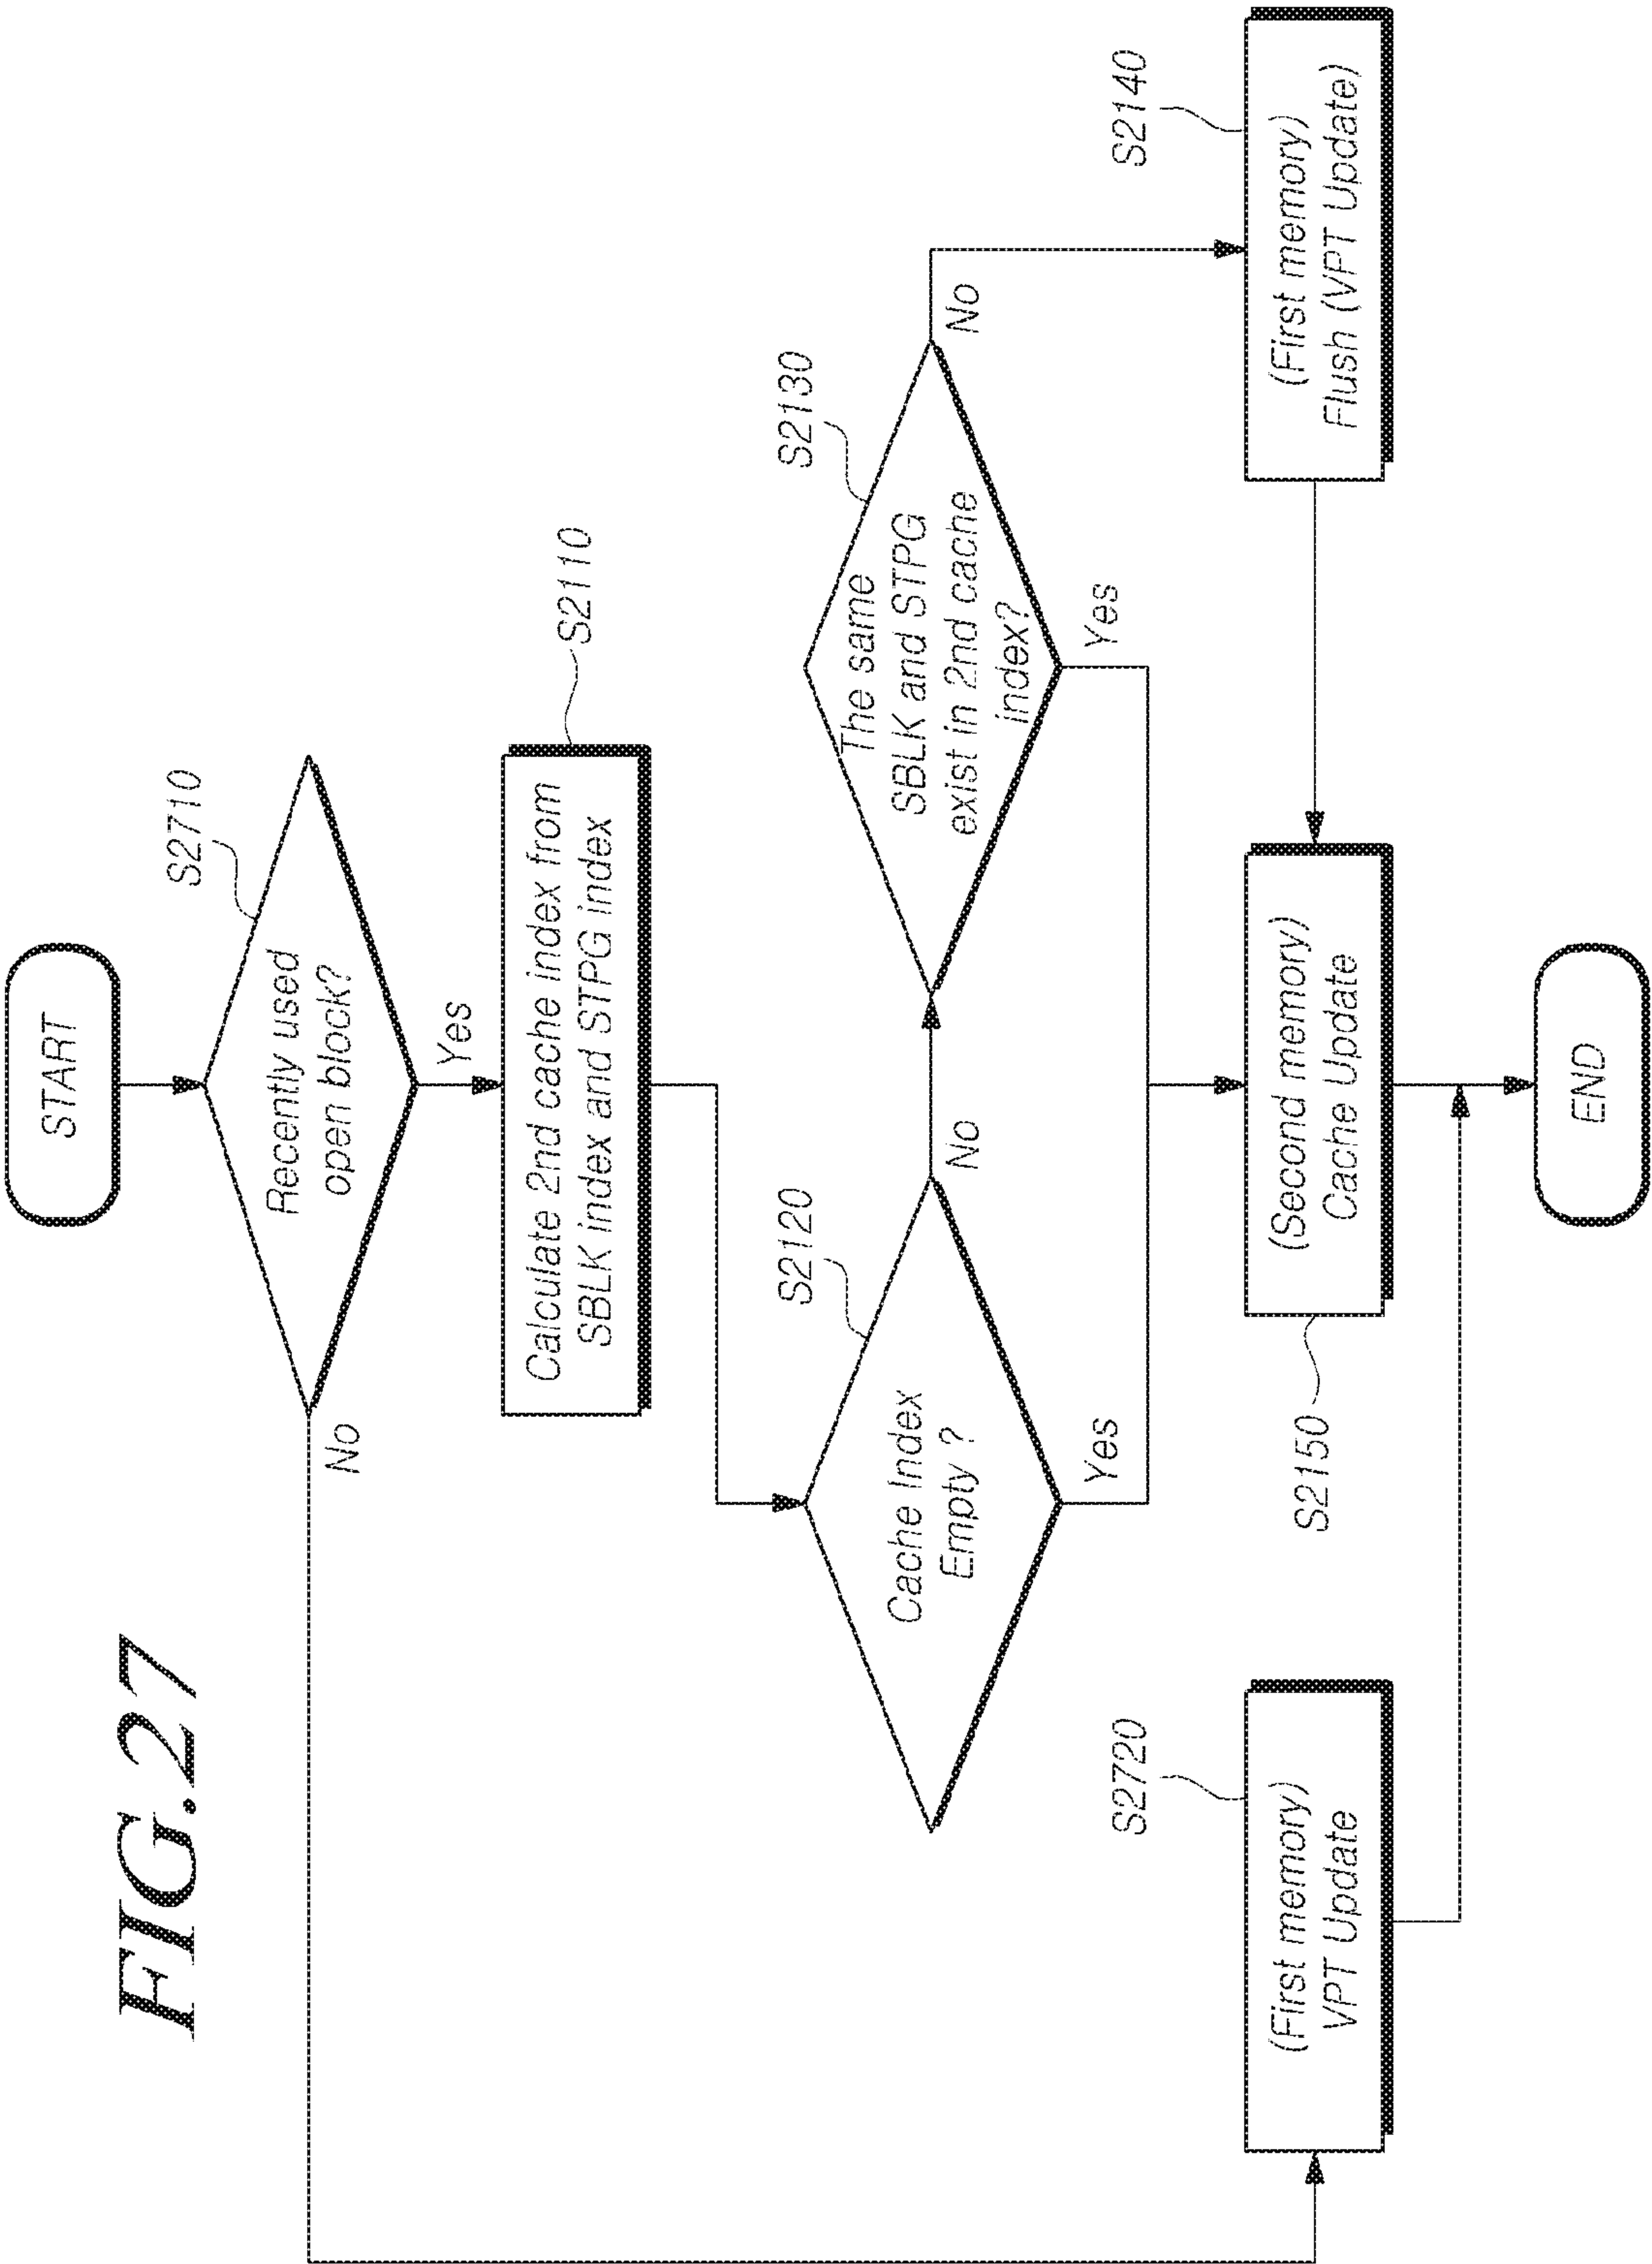 FIG.27
START
S2710
Recently used
open block?
No
Yes
S2110
Calculate 2nd cache index from
SBLK index and STPG index
S2120
Cache Index
Empty ?
No
Yes
S2130
The same
SBLK and STPG
exist in 2nd cache
index?
No
Yes
S2720
(First memory)
VPT Update
S2150
(Second memory)
Cache Update
S2140
(First memory)
Flush (VPT Update)
END